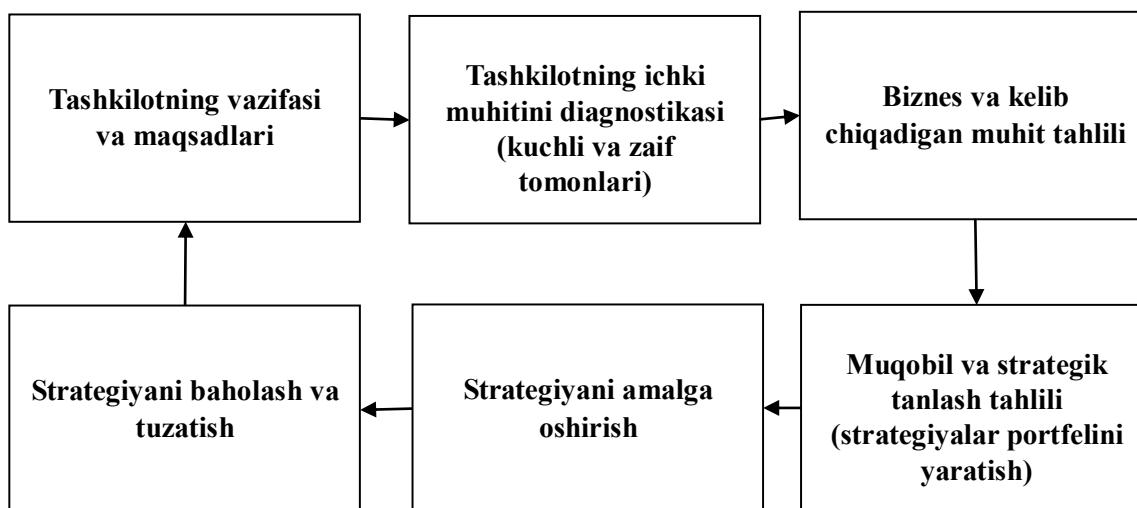 Tashkilotning vazifasi
va maqsadlari
Tashkilotning ichki
muhitini diagnostikasi
(kuchli va zaif
tomonlari)
Biznes va kelib
chiqadigan muhit tahlili
Muqobil va strategik
tanlash tahlili
(strategiyalar portfelini
yaratish)
Strategiyani amalga
oshirish
Strategiyani baholash va
tuzatish